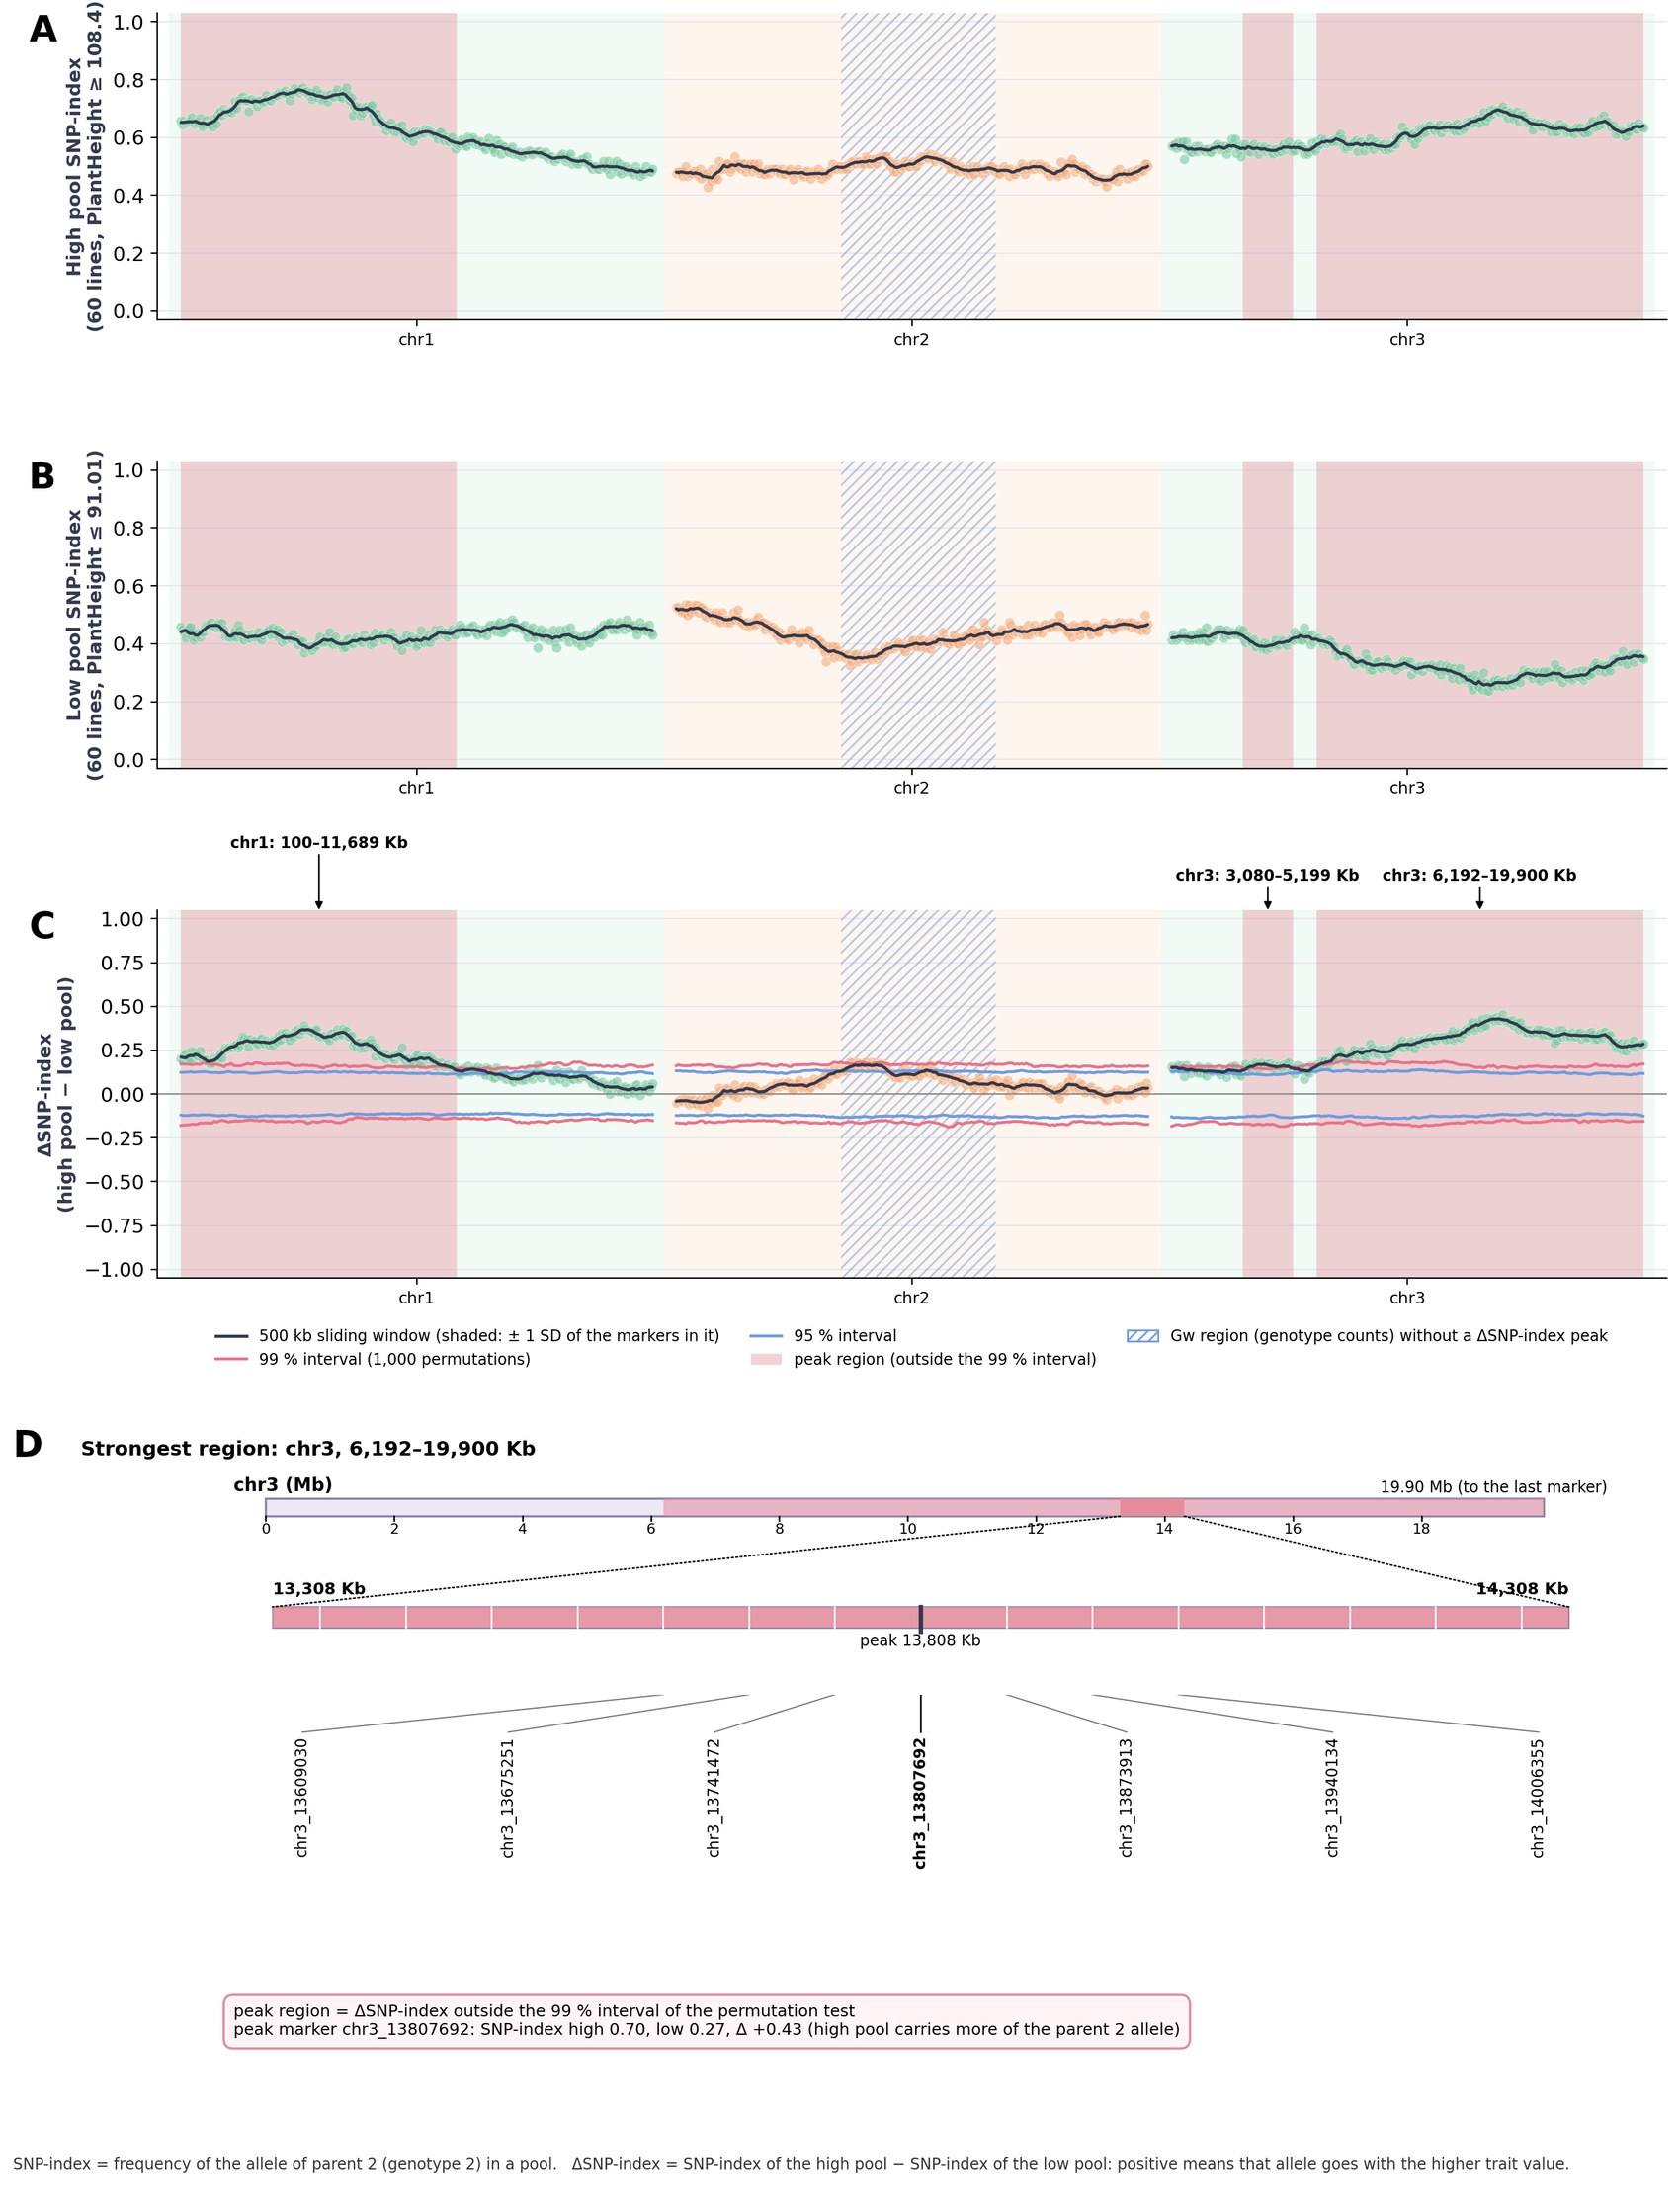 A
High pool SNP-index
(60 lines, PlantHeight ≥ 108.4)
1.0
0.8
0.6
0.4
0.2
0.0
chr1
chr2
chr3
B
Low pool SNP-index
(60 lines, PlantHeight ≤ 91.01)
1.0
0.8
0.6
0.4
0.2
0.0
chr1
chr2
chr3
chr1: 100–11,689 Kb
chr3: 3,080–5,199 Kb
chr3: 6,192–19,900 Kb
C
ΔSNP-index
(high pool − low pool)
1.00
0.75
0.50
0.25
0.00
−0.25
−0.50
−0.75
−1.00
chr1
chr2
chr3
500 kb sliding window (shaded: ± 1 SD of the markers in it)
99 % interval (1,000 permutations)
95 % interval
peak region (outside the 99 % interval)
Gw region (genotype counts) without a ΔSNP-index peak
D
Strongest region: chr3, 6,192–19,900 Kb
chr3 (Mb)
19.90 Mb (to the last marker)
0
2
4
6
8
10
12
14
16
18
13,308 Kb
14,308 Kb
peak 13,808 Kb
chr3_13609030
chr3_13675251
chr3_13741472
chr3_13807692
chr3_13873913
chr3_13940134
chr3_14006355
peak region = ΔSNP-index outside the 99 % interval of the permutation test
peak marker chr3_13807692: SNP-index high 0.70, low 0.27, Δ +0.43 (high pool carries more of the parent 2 allele)
SNP-index = frequency of the allele of parent 2 (genotype 2) in a pool.   ΔSNP-index = SNP-index of the high pool − SNP-index of the low pool: positive means that allele goes with the higher trait value.